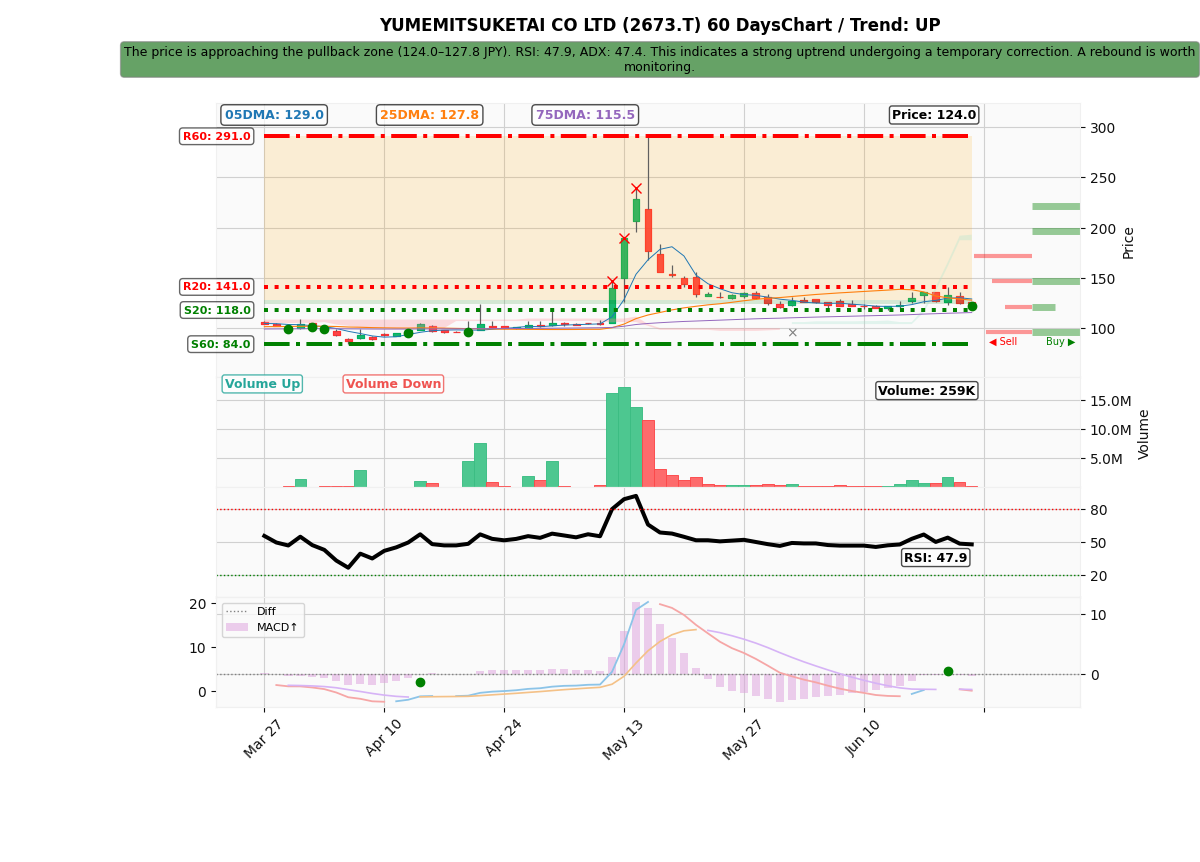 YUMEMITSUKETAI CO LTD (2673.T) 60 DaysChart / Trend: UP
The price is approaching the pullback zone (124.0–127.8 JPY). RSI: 47.9, ADX: 47.4. This indicates a strong uptrend undergoing a temporary correction. A rebound is worth
monitoring.
05DMA: 129.0 25DMA: 127.8 75DMA: 115.5 Price: 124.0
R60: 291.0
R20: 141.0
S20: 118.0
S60: 84.0
300
250
200
150
100
Price
◀ Sell Buy ▶
Volume Up Volume Down Volume: 259K
15.0M
10.0M
5.0M
Volume
80
50
20
RSI: 47.9
Diff
MACD↑
20
10
0
10
0
Mar 27 Apr 10 Apr 24 May 13 May 27 Jun 10